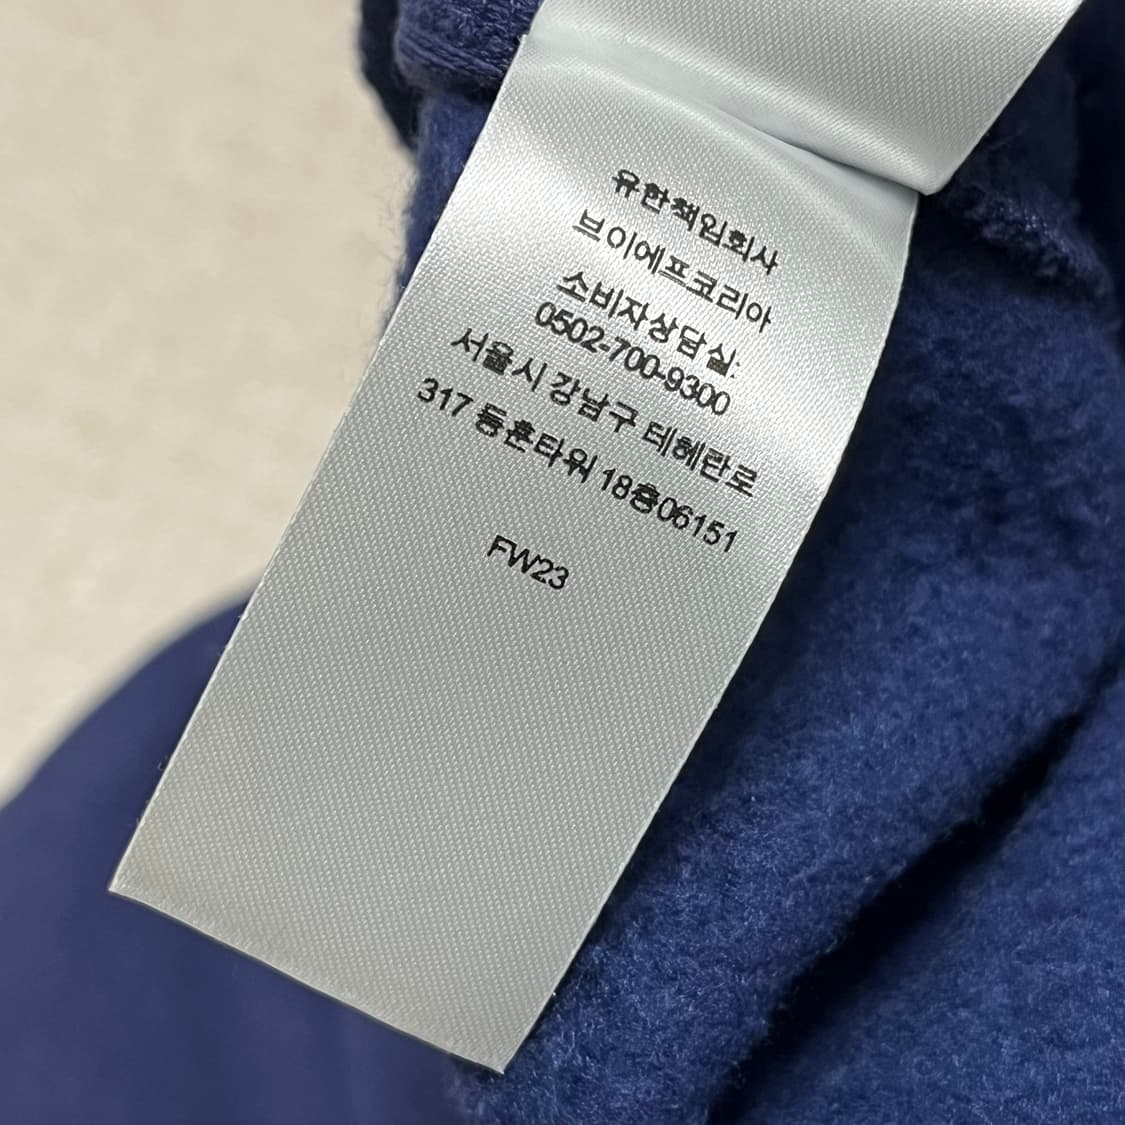 유한책임회사
브이에프코리아
소비자상담실:
0502-700-9300
서울시 강남구 테헤란로
317 동훈타워 18층06151
FW23